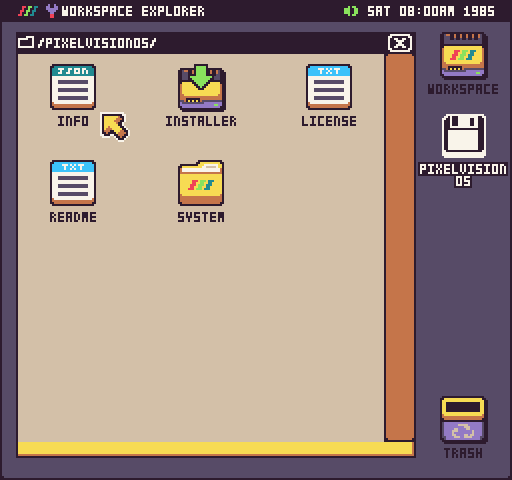 WORKSPACE EXPLORER
SAT 08:00AM 1985
/PIXELVISIONOS/
JSON
TXT
INFO
INSTALLER
LICENSE
TXT
README
SYSTEM
WORKSPACE
PIXELVISION
OS
TRASH